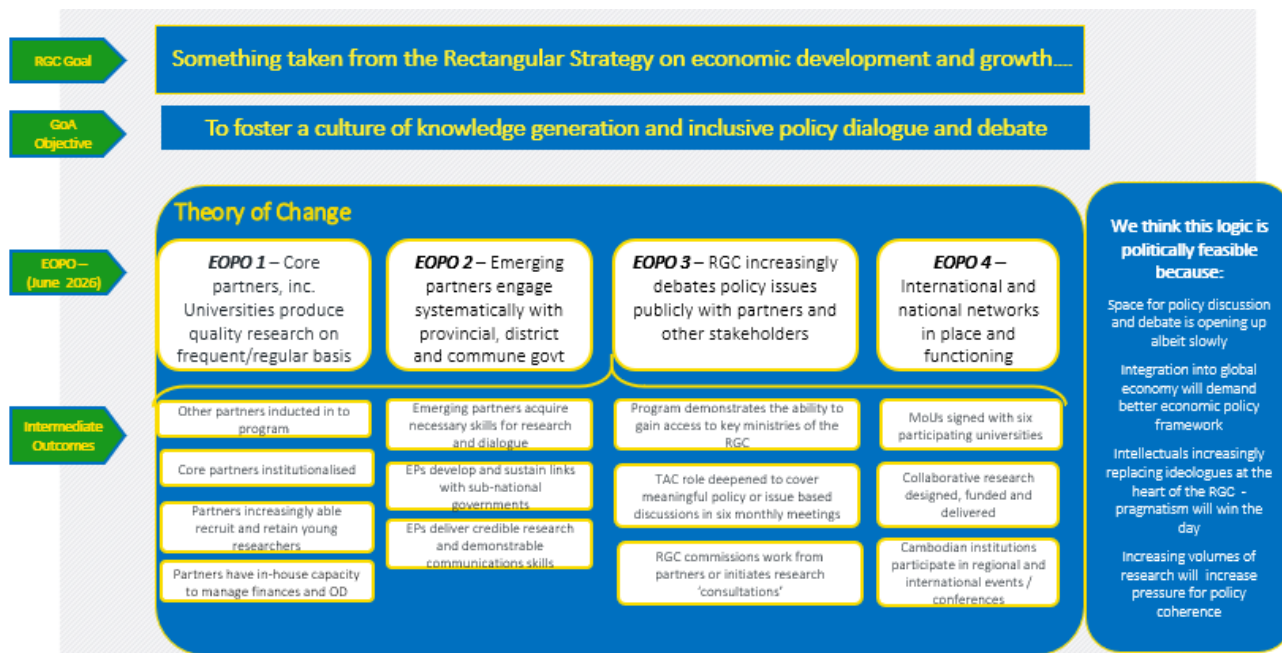 RGC Goal
Something taken from the Rectangular Strategy on economic development and growth....
GoA
Objective
To foster a culture of knowledge generation and inclusive policy dialogue and debate
Theory of Change
EOPO –
(June 2026)
EOPO 1 – Core
partners, inc.
Universities produce
quality research on
frequent/regular basis
EOPO 2 – Emerging
partners engage
systematically with
provincial, district
and commune govt
EOPO 3 – RGC increasingly
debates policy issues
publicly with partners and
other stakeholders
EOPO 4 –
International and
national networks
in place and
functioning
Intermediate
Outcomes
Other partners inducted in to
program
Core partners institutionalised
Partners increasingly able
recruit and retain young
researchers
Partners have in-house capacity
to manage finances and OD
Emerging partners acquire
necessary skills for research
and dialogue
EPs develop and sustain links
with sub-national
governments
EPs deliver credible research
and demonstrable
communications skills
Program demonstrates the ability to
gain access to key ministries of the
RGC
TAC role deepened to cover
meaningful policy or issue based
discussions in six monthly meetings
RGC commissions work from
partners or initiates research
'consultations'
MoUs signed with six
participating universities
Collaborative research
designed, funded and
delivered
Cambodian institutions
participate in regional and
international events /
conferences
We think this logic is
politically feasible
because:
Space for policy discussion
and debate is opening up
albeit slowly
Integration into global
economy will demand
better economic policy
framework
Intellectuals increasingly
replacing ideologues at the
heart of the RGC -
pragmatism will win the
day
Increasing volumes of
research will increase
pressure for policy
coherence